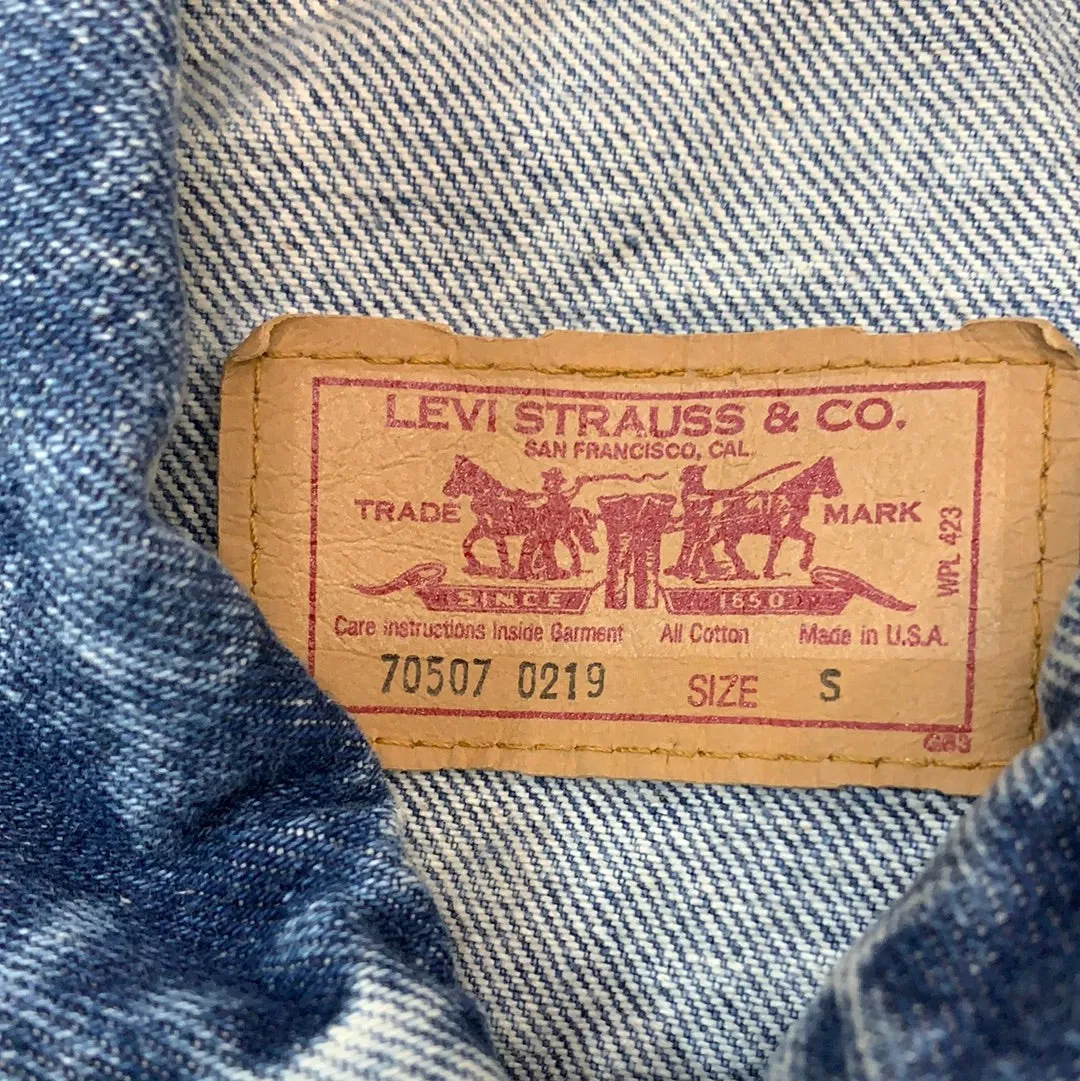 LEVI STRAUSS & CO.
SAN FRANCISCO, CAL.
TRADE MARK
WPL 423
SINCE 1850
Care Instructions Inside Garment All Cotton Made in U.S.A.
70507 0219 SIZE S